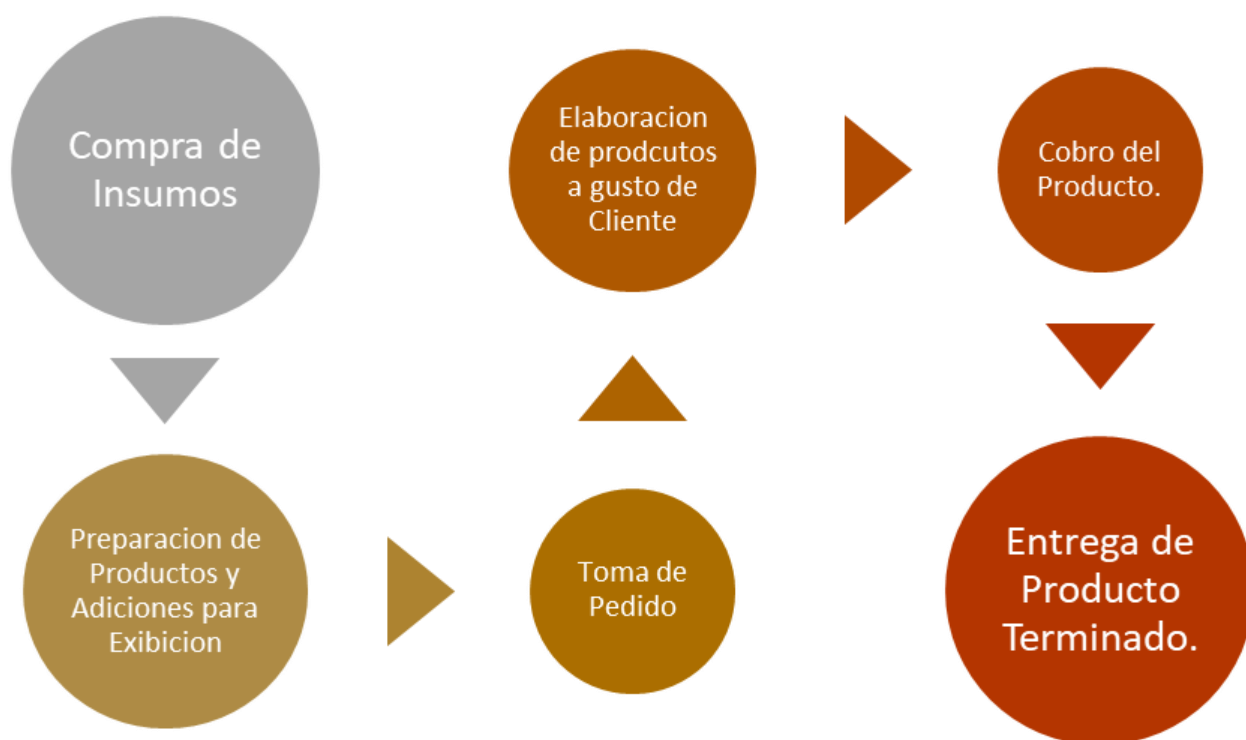 Compra de
Insumos
Preparacion de
Productos y
Adiciones para
Exibicion
Toma de
Pedido
Elaboracion
de prodcutos
a gusto de
Cliente
Cobro del
Producto.
Entrega de
Producto
Terminado.